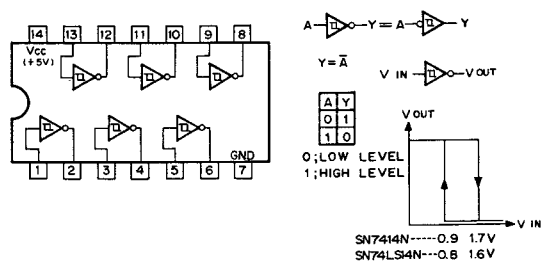 14 13 12 11 10 9 8
Vcc
(+5V)
GND
1 2 3 4 5 6 7
A Y = A Y
Y = A̅
V IN V OUT
A Y
0 1
1 0
0;LOW LEVEL
1;HIGH LEVEL
V OUT
V IN
SN7414N-----0.9 1.7V
SN74LS14N---0.8 1.6V